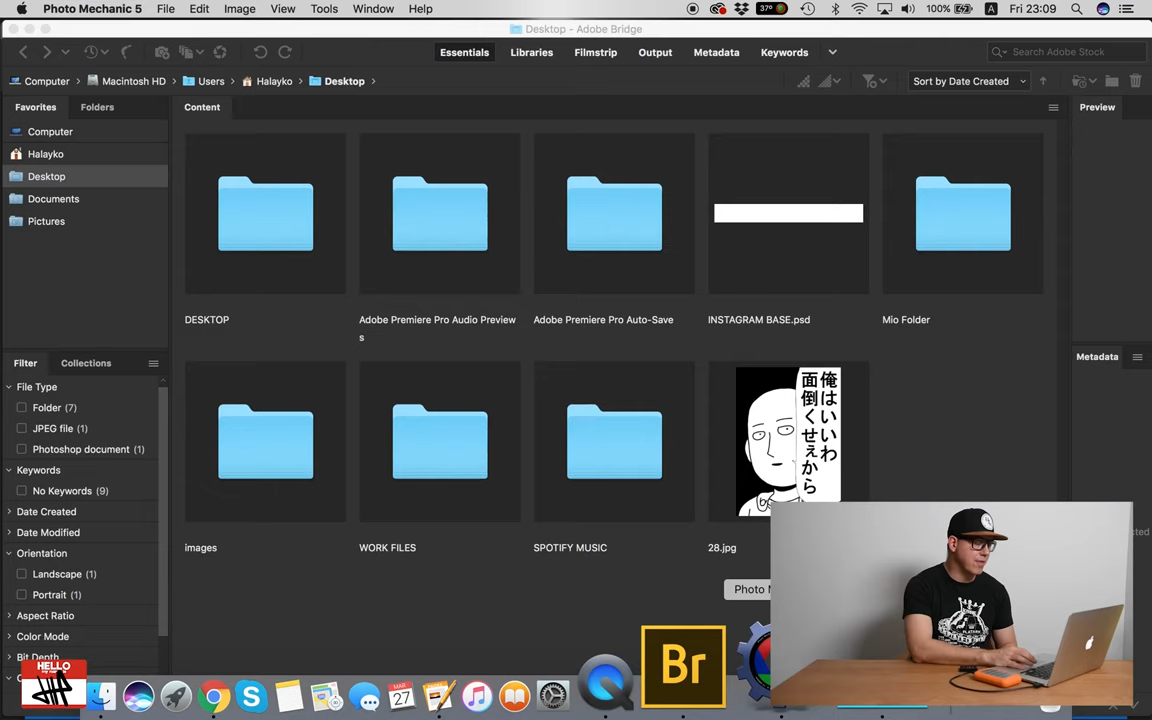 Photo Mechanic 5 File Edit Image View Tools Window Help
37° 100% A Fri 23:09
Desktop - Adobe Bridge
Essentials Libraries Filmstrip Output Metadata Keywords
Search Adobe Stock
Computer Macintosh HD Users Halayko Desktop
Sort by Date Created
Favorites Folders
Content
Preview
Computer
Halayko
Desktop
Documents
Pictures
DESKTOP
Adobe Premiere Pro Audio Preview
s
Adobe Premiere Pro Auto-Save
INSTAGRAM BASE.psd
Mio Folder
Filter Collections
Metadata
File Type
Folder (7)
JPEG file (1)
Photoshop document (1)
Keywords
No Keywords (9)
Date Created
Date Modified
Orientation
Landscape (1)
Portrait (1)
Aspect Ratio
Color Mode
Bit Depth
俺はいいわ
面倒くせぇから
images
WORK FILES
SPOTIFY MUSIC
28.jpg
Photo
Br
HELLO
MAR
27